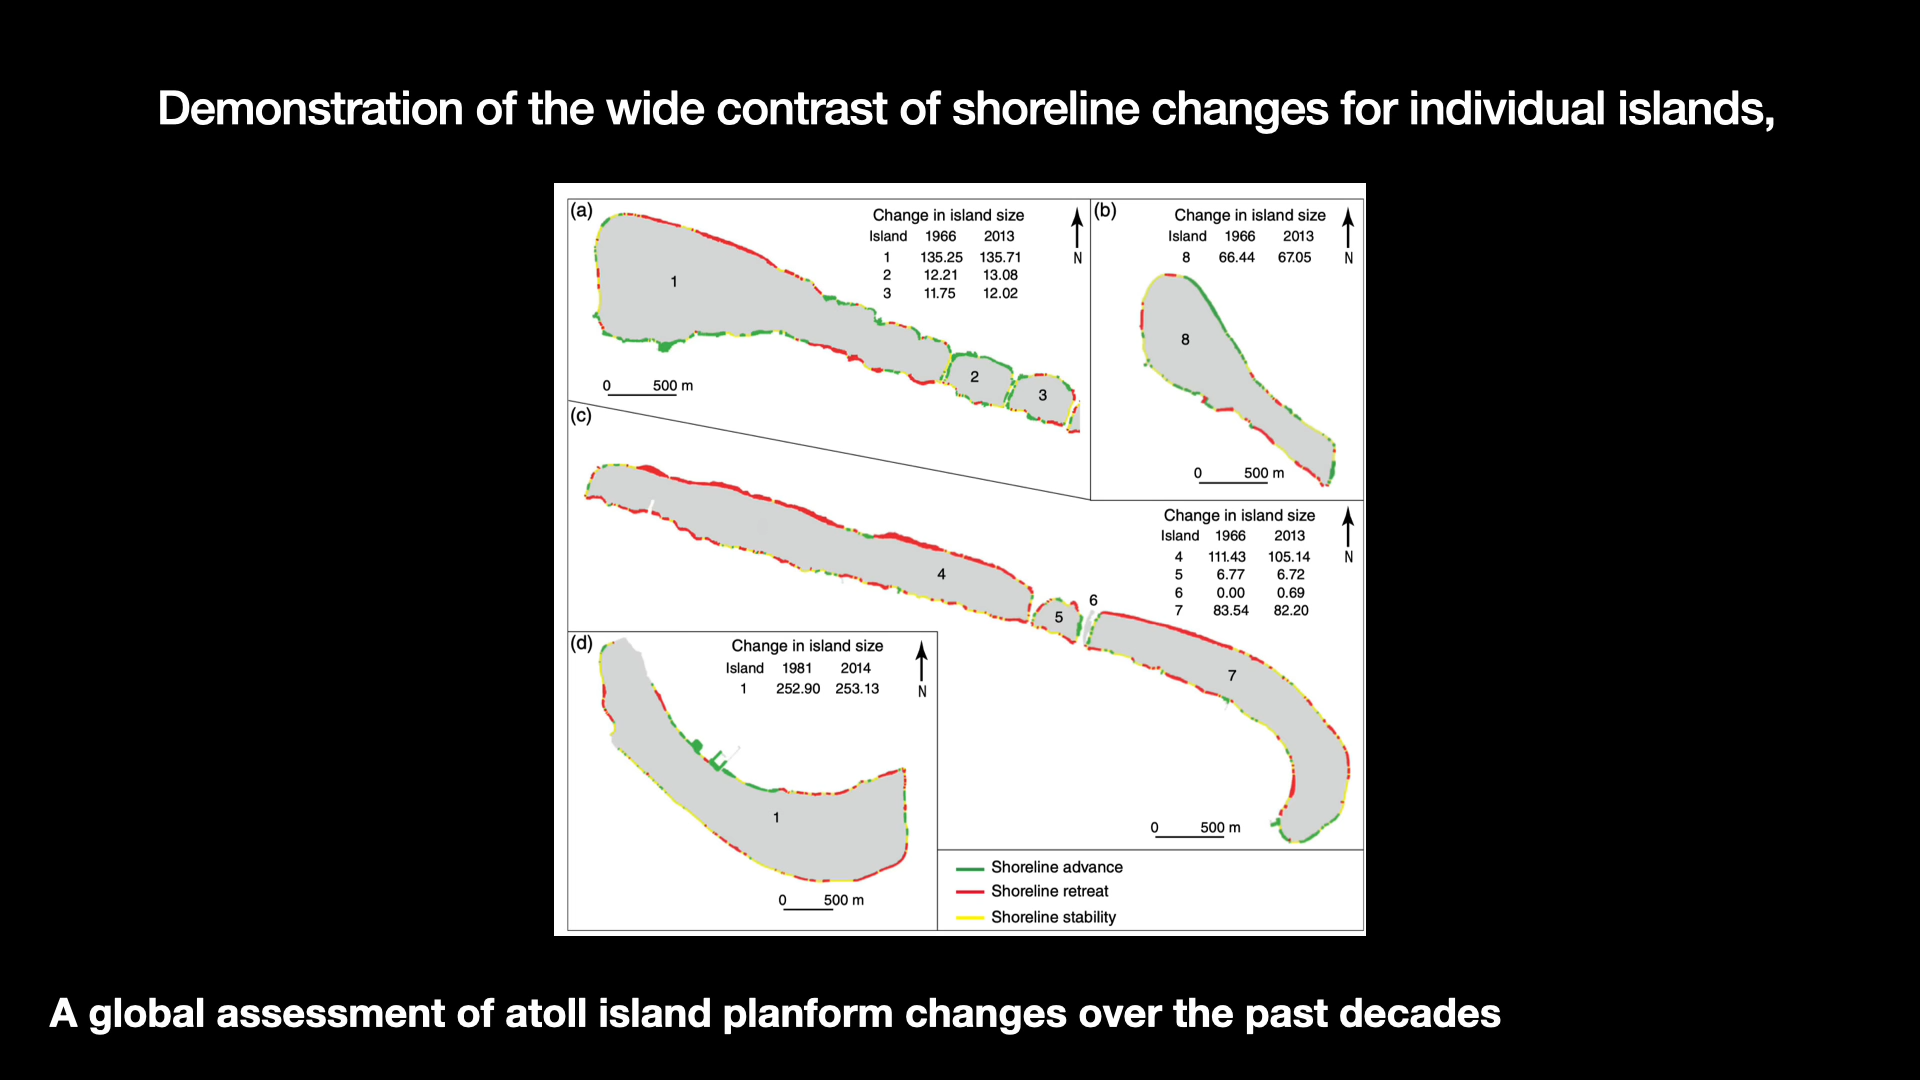 Demonstration of the wide contrast of shoreline changes for individual islands,
(a)
Change in island size
Island 1966 2013
1 135.25 135.71
2 12.21 13.08
3 11.75 12.02
N
1
2
3
0 500 m
(b)
Change in island size
Island 1966 2013
8 66.44 67.05
N
8
0 500 m
(c)
Change in island size
Island 1966 2013
4 111.43 105.14
5 6.77 6.72
6 0.00 0.69
7 83.54 82.20
N
4
5
6
7
0 500 m
(d)
Change in island size
Island 1981 2014
1 252.90 253.13
N
1
0 500 m
Shoreline advance
Shoreline retreat
Shoreline stability
A global assessment of atoll island planform changes over the past decades